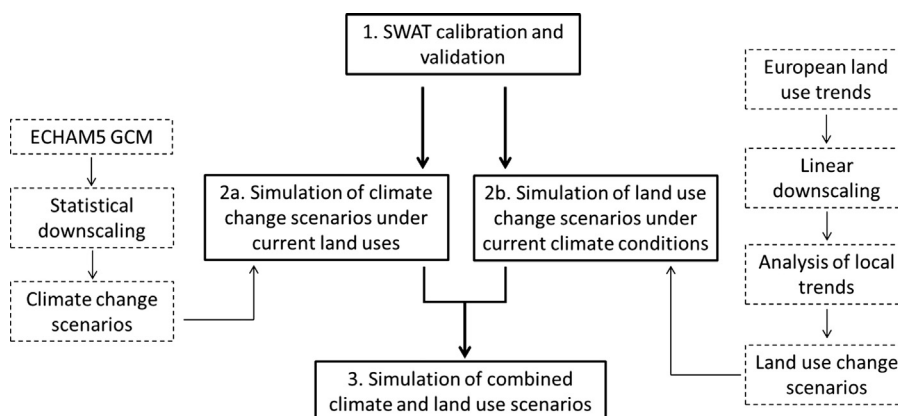 1. SWAT calibration and
validation
European land
use trends
ECHAM5 GCM
Linear
downscaling
2a. Simulation of climate
change scenarios under
current land uses
2b. Simulation of land use
change scenarios under
current climate conditions
Statistical
downscaling
Analysis of local
trends
Climate change
scenarios
Land use change
scenarios
3. Simulation of combined
climate and land use scenarios